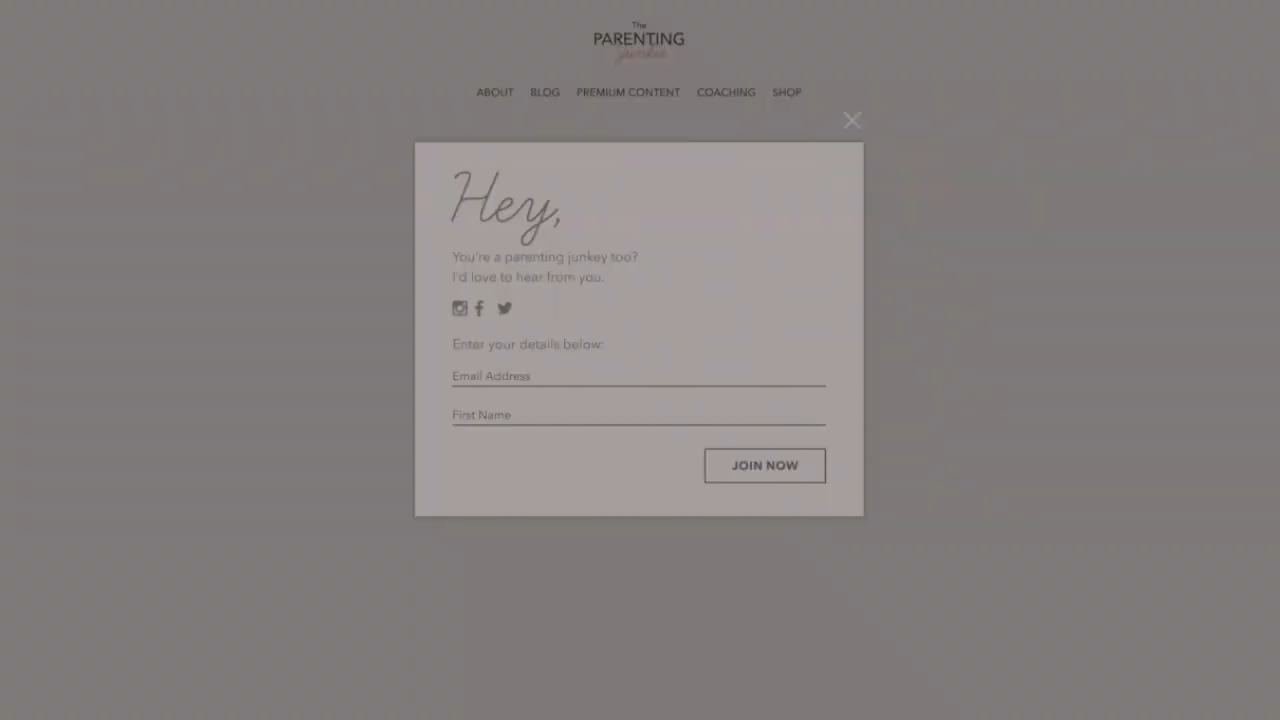 The
PARENTING
junkie
ABOUT BLOG PREMIUM CONTENT COACHING SHOP
Hey,
You're a parenting junkey too?
I'd love to hear from you.
Enter your details below:
Email Address
First Name
JOIN NOW